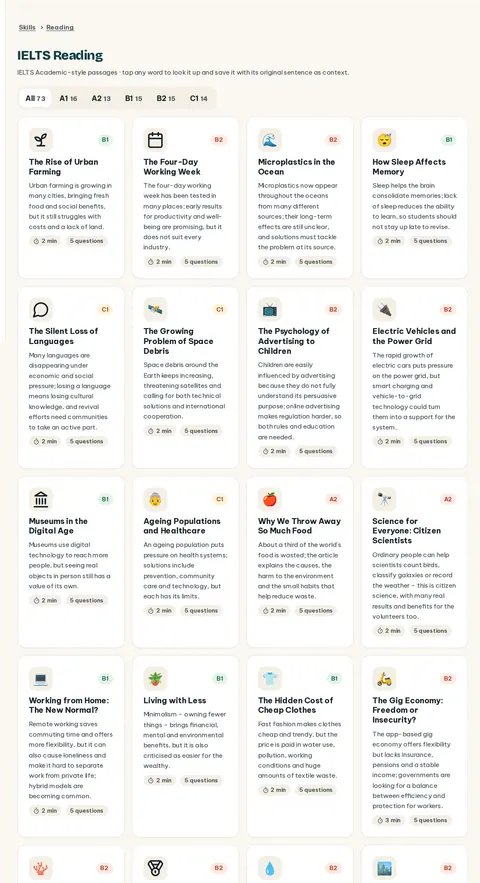 Skills › Reading
IELTS Reading
IELTS Academic-style passages · tap any word to look it up and save it with its original sentence as context.
All 73 A1 16 A2 13 B1 15 B2 15 C1 14
B1
The Rise of Urban
Farming
Urban farming is growing in
many cities, bringing fresh
food and social benefits,
but it still struggles with
costs and a lack of land.
2 min 5 questions
B2
The Four-Day
Working Week
The four-day working
week has been tested in
many places; early results
for productivity and well-
being are promising, but it
does not suit every
industry.
2 min 5 questions
B2
Microplastics in the
Ocean
Microplastics now appear
throughout the oceans
from many different
sources; their long-term
effects are still unclear,
and solutions must tackle
the problem at its source.
2 min 5 questions
B1
How Sleep Affects
Memory
Sleep helps the brain
consolidate memories; lack
of sleep reduces the ability
to learn, so students should
not stay up late to revise.
2 min 5 questions
C1
The Silent Loss of
Languages
Many languages are
disappearing under
economic and social
pressure; losing a language
means losing cultural
knowledge, and revival
efforts need communities
to take an active part.
2 min 5 questions
C1
The Growing
Problem of Space
Debris
Space debris around the
Earth keeps increasing,
threatening satellites and
calling for both technical
solutions and international
cooperation.
2 min 5 questions
B2
The Psychology of
Advertising to
Children
Children are easily
influenced by advertising
because they do not fully
understand its persuasive
purpose; online advertising
makes regulation harder, so
both rules and education
are needed.
2 min 5 questions
B2
Electric Vehicles and
the Power Grid
The rapid growth of
electric cars puts pressure
on the power grid, but
smart charging and
vehicle-to-grid
technology could turn
them into a support for the
system.
2 min 5 questions
B1
Museums in the
Digital Age
Museums use digital
technology to reach more
people, but seeing real
objects in person still has a
value of its own.
2 min 5 questions
C1
Ageing Populations
and Healthcare
An ageing population puts
pressure on health systems;
solutions include
prevention, community
care and technology, but
each has its limits.
2 min 5 questions
A2
Why We Throw Away
So Much Food
About a third of the world's
food is wasted; the article
explains the causes, the
harm to the environment
and the small habits that
help reduce waste.
2 min 5 questions
A2
Science for
Everyone: Citizen
Scientists
Ordinary people can help
scientists count birds,
classify galaxies or record
the weather – this is citizen
science, with many real
results and benefits for the
volunteers too.
2 min 5 questions
B1
Working from Home:
The New Normal?
Remote working saves
commuting time and offers
more flexibility, but it can
also cause loneliness and
make it hard to separate
work from private life;
hybrid models are
becoming common.
2 min 5 questions
B1
Living with Less
Minimalism – owning fewer
things – brings financial,
mental and environmental
benefits, but it is also
criticised as easier for the
wealthy.
2 min 5 questions
B1
The Hidden Cost of
Cheap Clothes
Fast fashion makes clothes
cheap and trendy, but the
price is paid in water use,
pollution, working
conditions and huge
amounts of textile waste.
2 min 5 questions
B2
The Gig Economy:
Freedom or
Insecurity?
The app-based gig
economy offers flexibility
but lacks insurance,
pensions and a stable
income; governments are
looking for a balance
between efficiency and
protection for workers.
3 min 5 questions
B2
B2
B2
B2